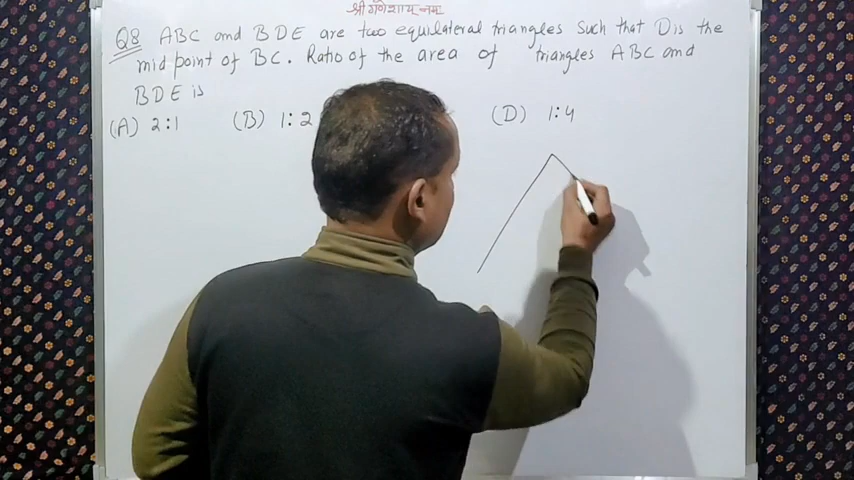 श्री गणेशाय नमः
Q8 ABC and BDE are two equilateral triangles such that D is the
mid point of BC. Ratio of the area of triangles ABC and
BDE is
(A) 2:1 (B) 1:2 (D) 1:4